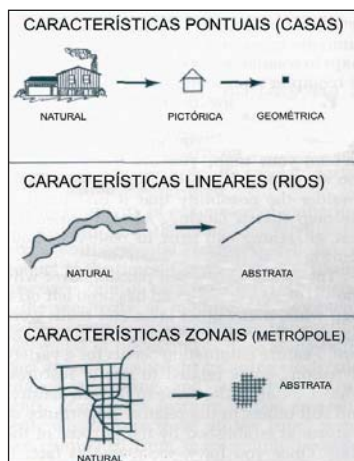 CARACTERÍSTICAS PONTUAIS (CASAS)
NATURAL
PICTÓRICA
GEOMÉTRICA
CARACTERÍSTICAS LINEARES (RIOS)
NATURAL
ABSTRATA
CARACTERÍSTICAS ZONAIS (METRÓPOLE)
ABSTRATA
NATURAL